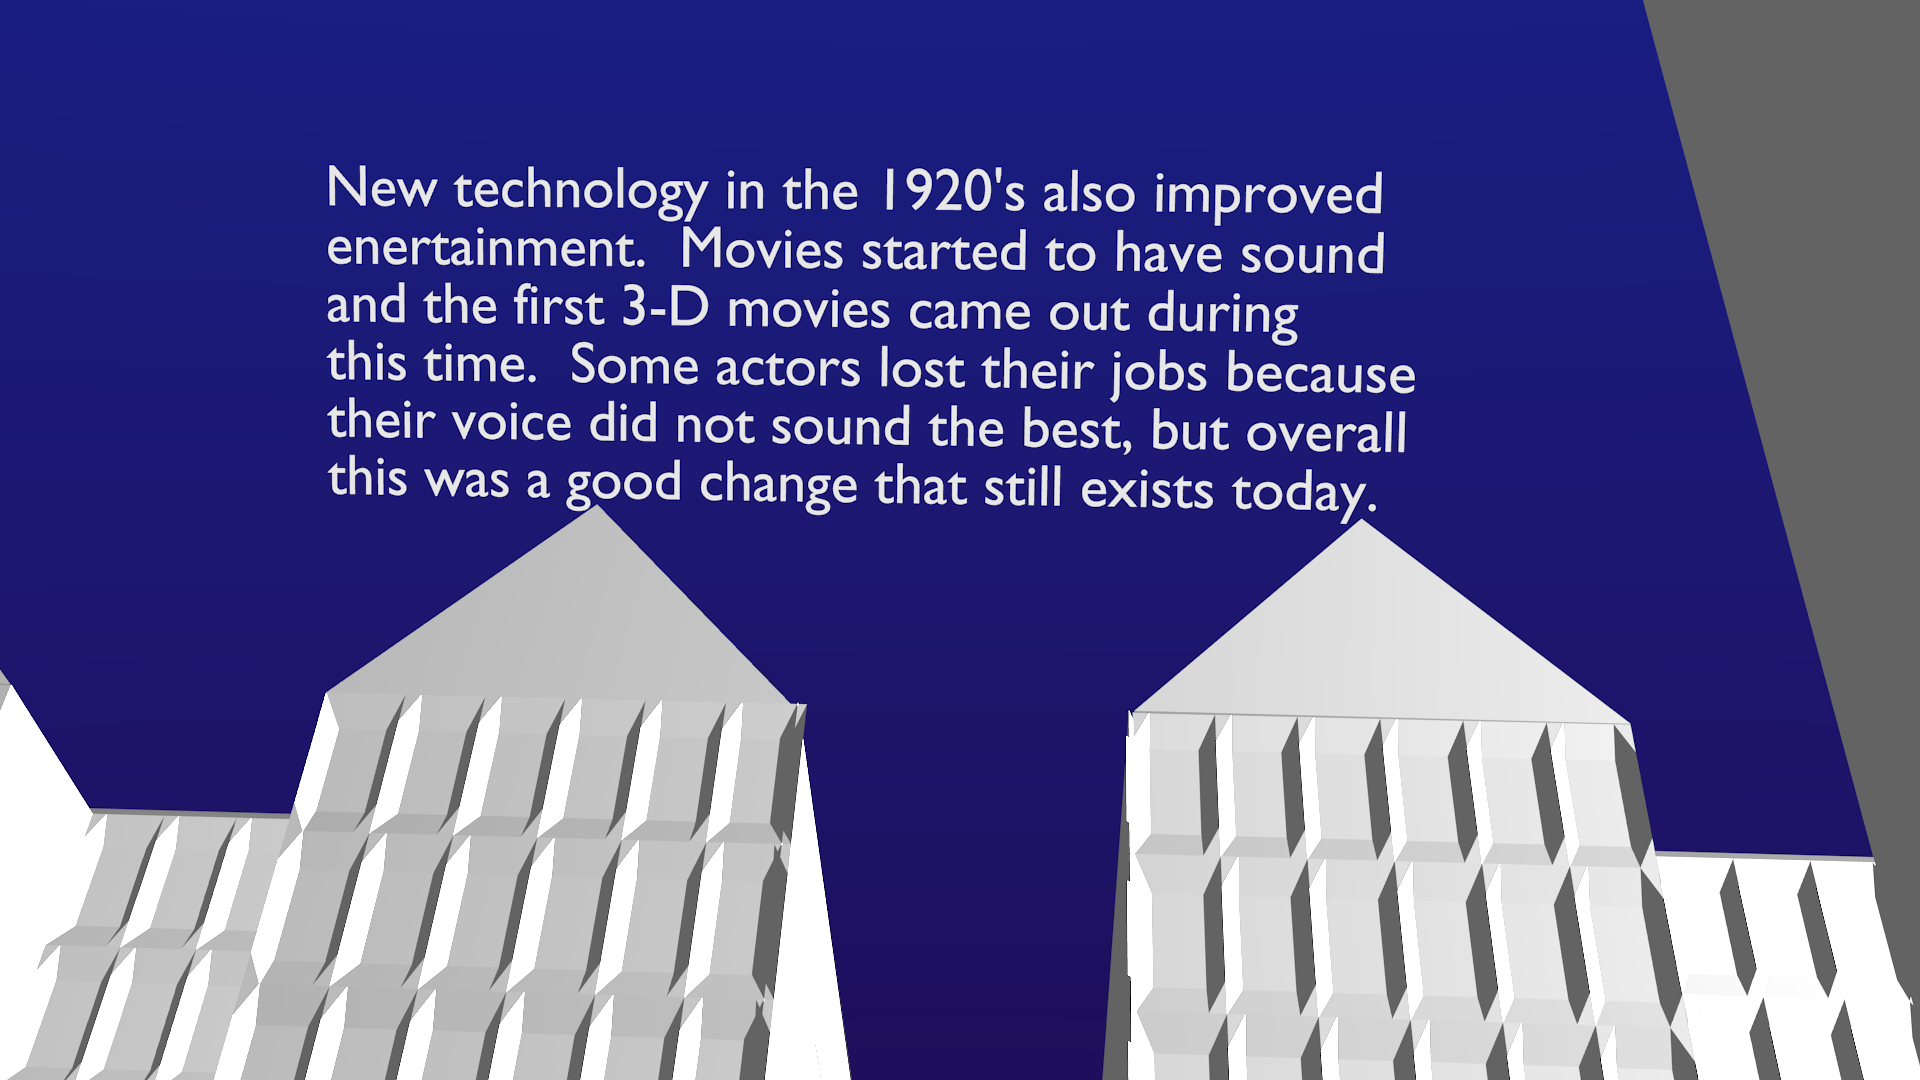 New technology in the 1920's also improved
enertainment.  Movies started to have sound
and the first 3-D movies came out during
this time.  Some actors lost their jobs because
their voice did not sound the best, but overall
this was a good change that still exists today.